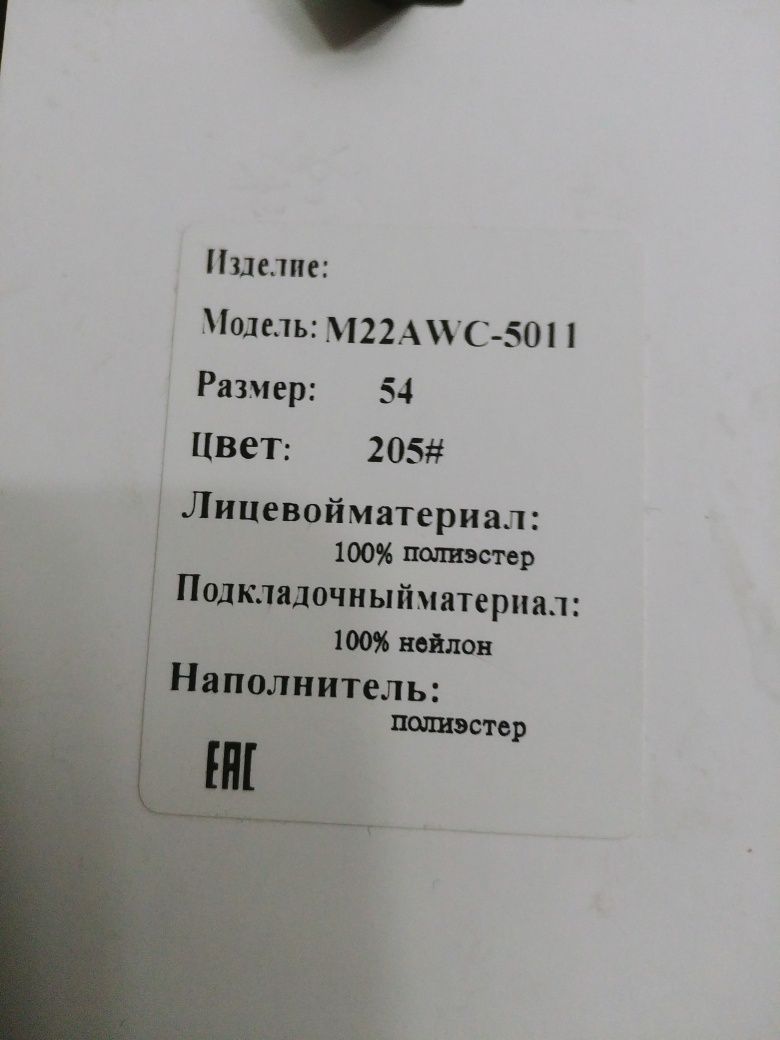 Изделие:
Модель: M22AWC-5011
Размер: 54
Цвет: 205#
Лицевойматериал:
100% полиэстер
Подкладочныйматериал:
100% нейлон
Наполнитель:
полиэстер
EAC